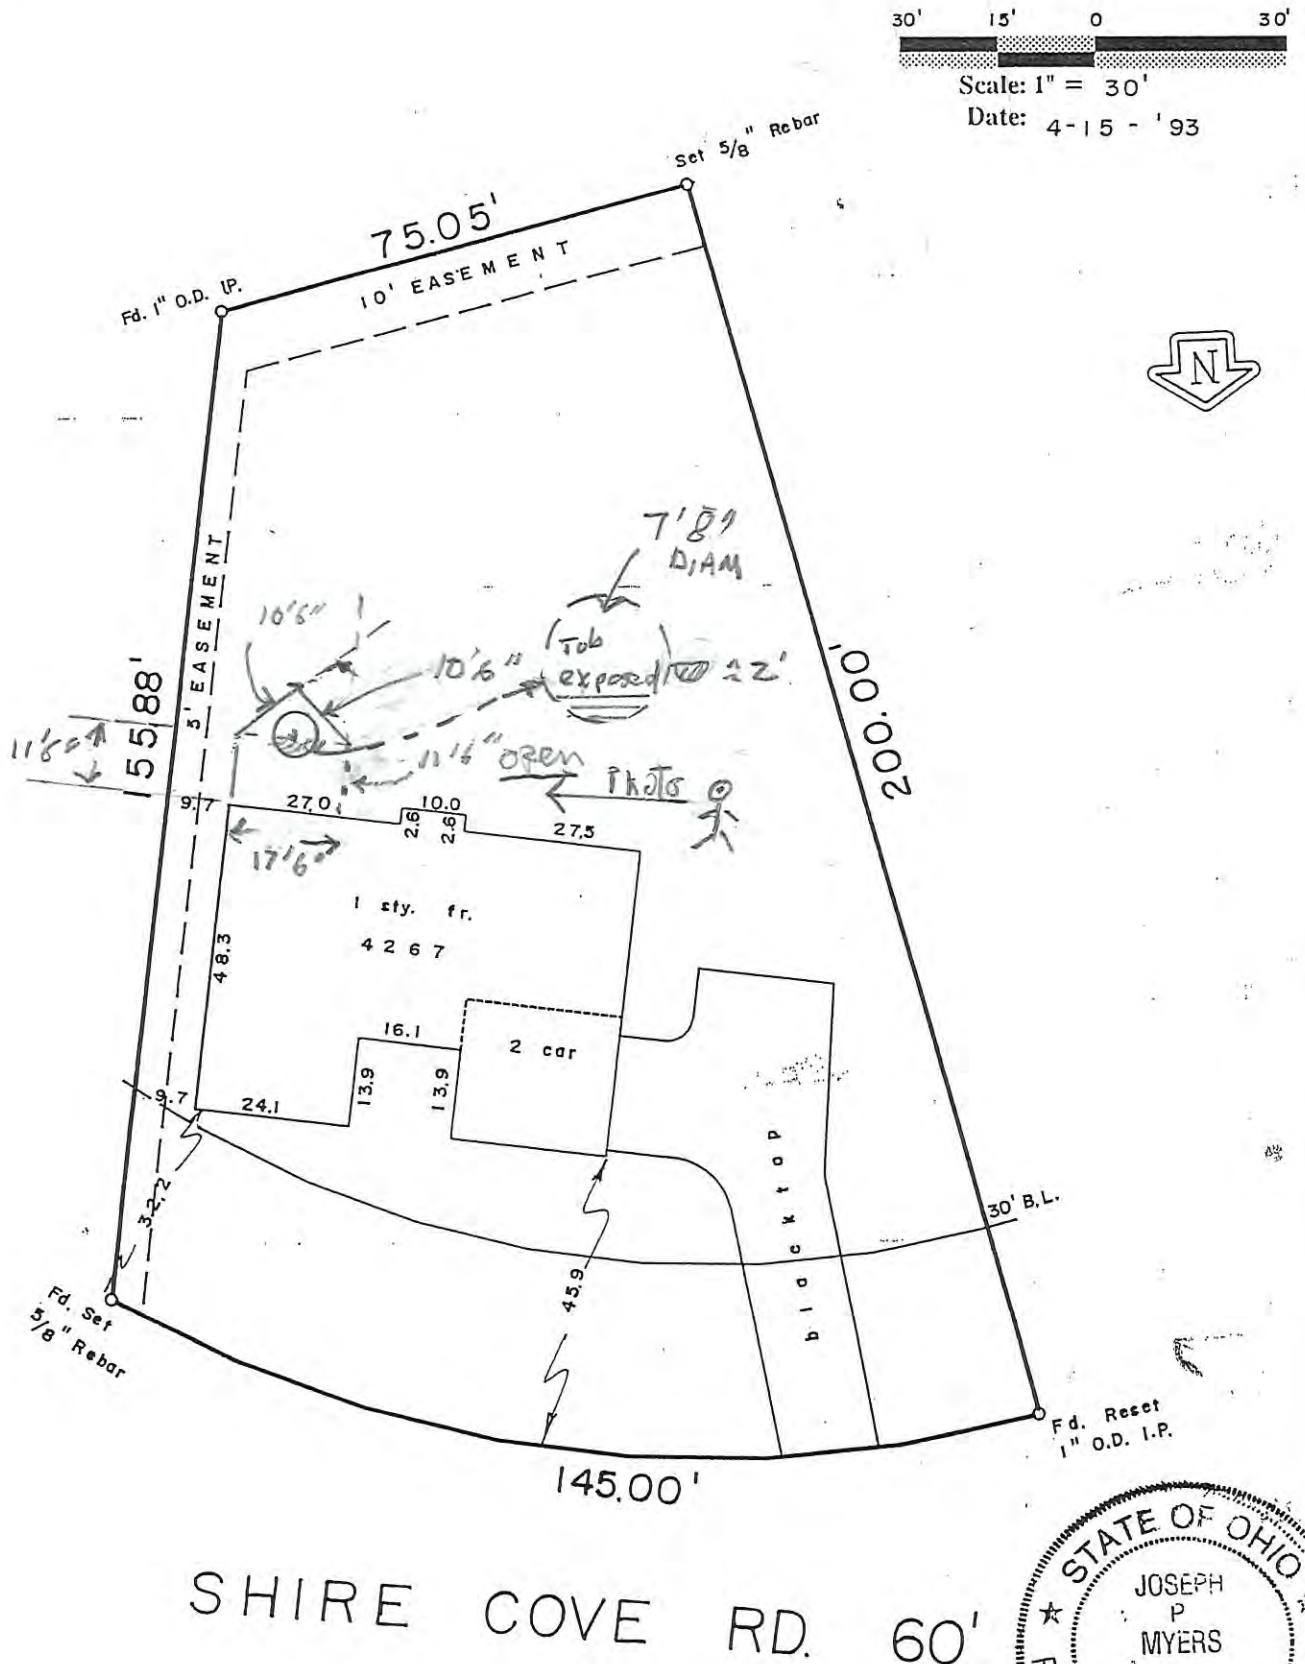 30' 15' 0 30'
Scale: 1" = 30'
Date: 4-15-'93
Set 5/8" Rebar
75.05'
10' EASEMENT
Fd. 1" O.D. IP.
N
7'8"
DIAM
5' EASEMENT
10'6"
10'6"
Tub
exposed
≈ 2'
155.88'
200.00'
11'6"
11'6" open
Photo
9.7 27.0 10.0
2.6 2.6 27.5
17'6"
1 sty. fr.
4267
48.3
16.1
2 car
13.9 13.9
9.7 24.1
blacktop
30' B.L.
32.2
45.9
Fd. Set
5/8" Rebar
Fd. Reset
1" O.D. I.P.
145.00'
SHIRE COVE RD. 60'
STATE OF OHIO
JOSEPH
P
MYERS